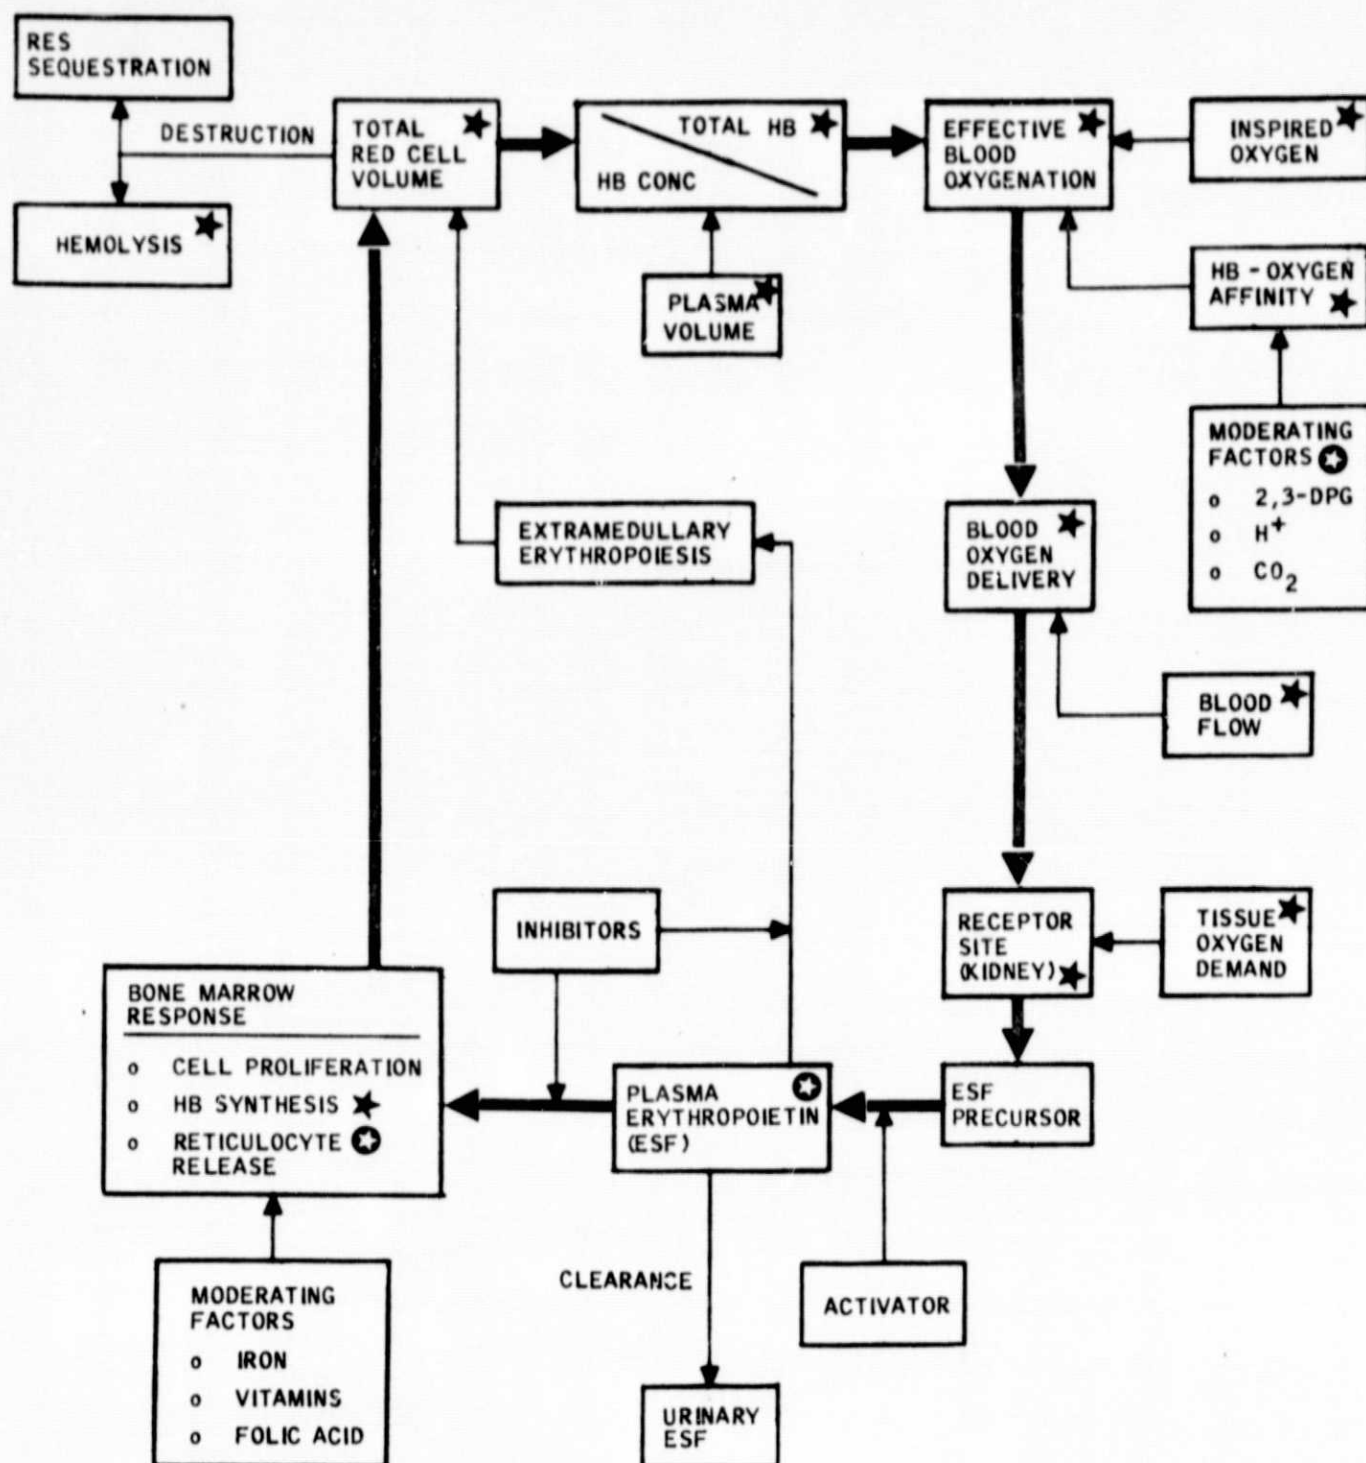 RES
SEQUESTRATION
DESTRUCTION
HEMOLYSIS
TOTAL
RED CELL
VOLUME
TOTAL HB
HB CONC
PLASMA
VOLUME
EFFECTIVE
BLOOD
OXYGENATION
INSPIRED
OXYGEN
HB - OXYGEN
AFFINITY
MODERATING
FACTORS
o 2,3-DPG
o H+
o CO2
EXTRAMEDULLARY
ERYTHROPOIESIS
BLOOD
OXYGEN
DELIVERY
BLOOD
FLOW
INHIBITORS
RECEPTOR
SITE
(KIDNEY)
TISSUE
OXYGEN
DEMAND
BONE MARROW
RESPONSE
o CELL PROLIFERATION
o HB SYNTHESIS
o RETICULOCYTE
RELEASE
PLASMA
ERYTHROPOIETIN
(ESF)
ESF
PRECURSOR
MODERATING
FACTORS
o IRON
o VITAMINS
o FOLIC ACID
CLEARANCE
ACTIVATOR
URINARY
ESF